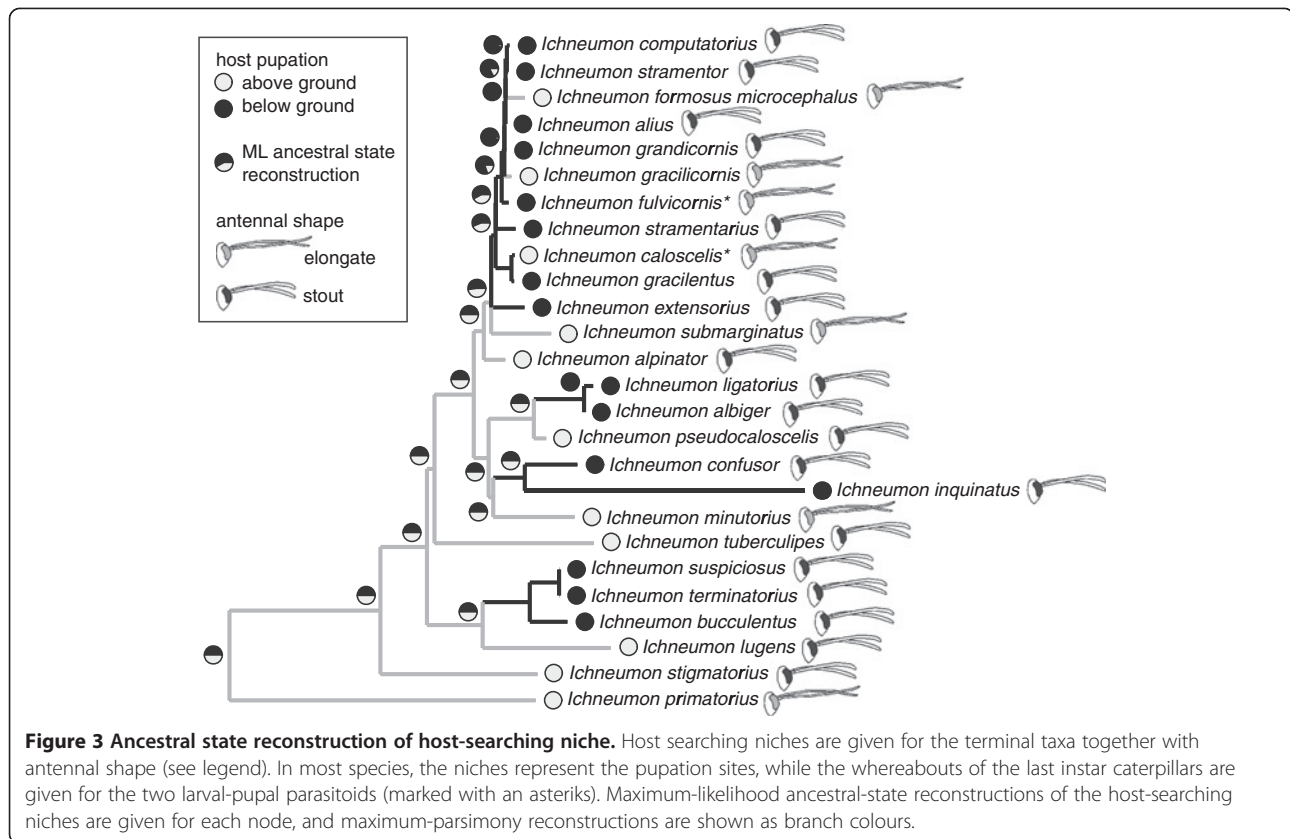 host pupation
above ground
below ground
ML ancestral state
reconstruction
antennal shape
elongate
stout
Ichneumon computatorius
Ichneumon stramentor
Ichneumon formosus microcephalus
Ichneumon alius
Ichneumon grandicornis
Ichneumon gracilicornis
Ichneumon fulvicornis*
Ichneumon stramentarius
Ichneumon caloscelis*
Ichneumon gracilentus
Ichneumon extensorius
Ichneumon submarginatus
Ichneumon alpinator
Ichneumon ligatorius
Ichneumon albiger
Ichneumon pseudocaloscelis
Ichneumon confusor
Ichneumon inquinatus
Ichneumon minutorius
Ichneumon tuberculipes
Ichneumon suspiciosus
Ichneumon terminatorius
Ichneumon bucculentus
Ichneumon lugens
Ichneumon stigmatorius
Ichneumon primatorius
Figure 3 Ancestral state reconstruction of host-searching niche. Host searching niches are given for the terminal taxa together with
antennal shape (see legend). In most species, the niches represent the pupation sites, while the whereabouts of the last instar caterpillars are
given for the two larval-pupal parasitoids (marked with an asteriks). Maximum-likelihood ancestral-state reconstructions of the host-searching
niches are given for each node, and maximum-parsimony reconstructions are shown as branch colours.